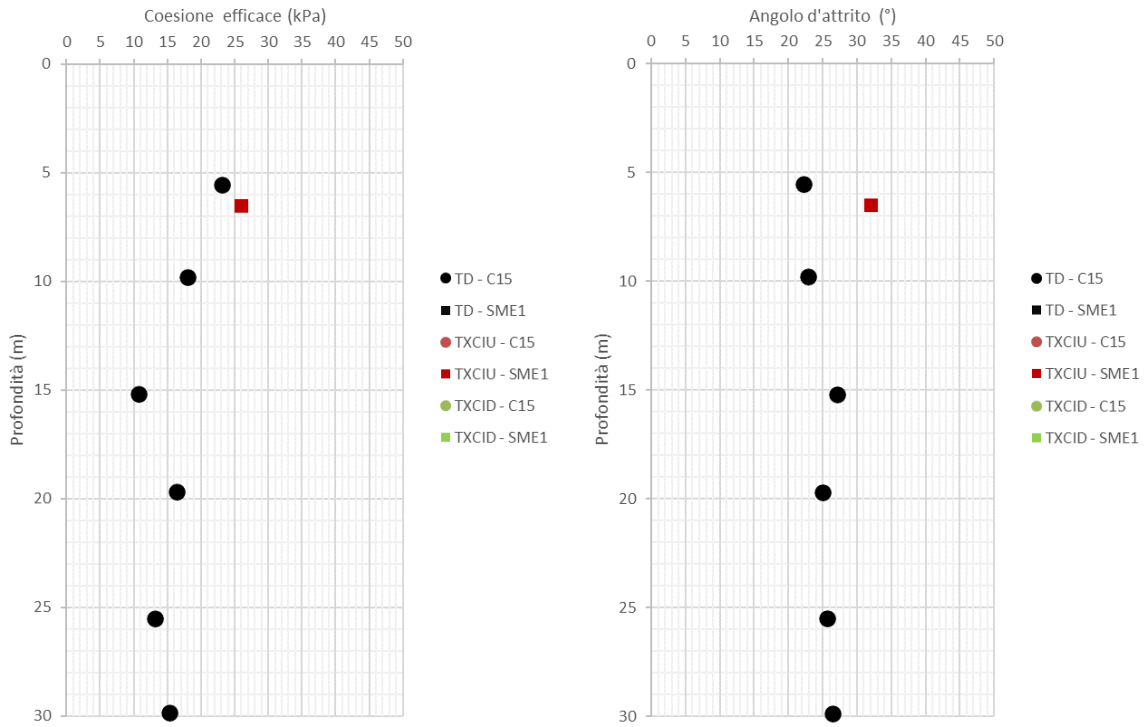 Coesione efficace (kPa)
0 5 10 15 20 25 30 35 40 45 50
0
5
10
15
20
25
30
Profondità (m)
TD - C15
TD - SME1
TXCIU - C15
TXCIU - SME1
TXCID - C15
TXCID - SME1
Angolo d'attrito (°)
0 5 10 15 20 25 30 35 40 45 50
0
5
10
15
20
25
30
Profondità (m)
TD - C15
TD - SME1
TXCIU - C15
TXCIU - SME1
TXCID - C15
TXCID - SME1